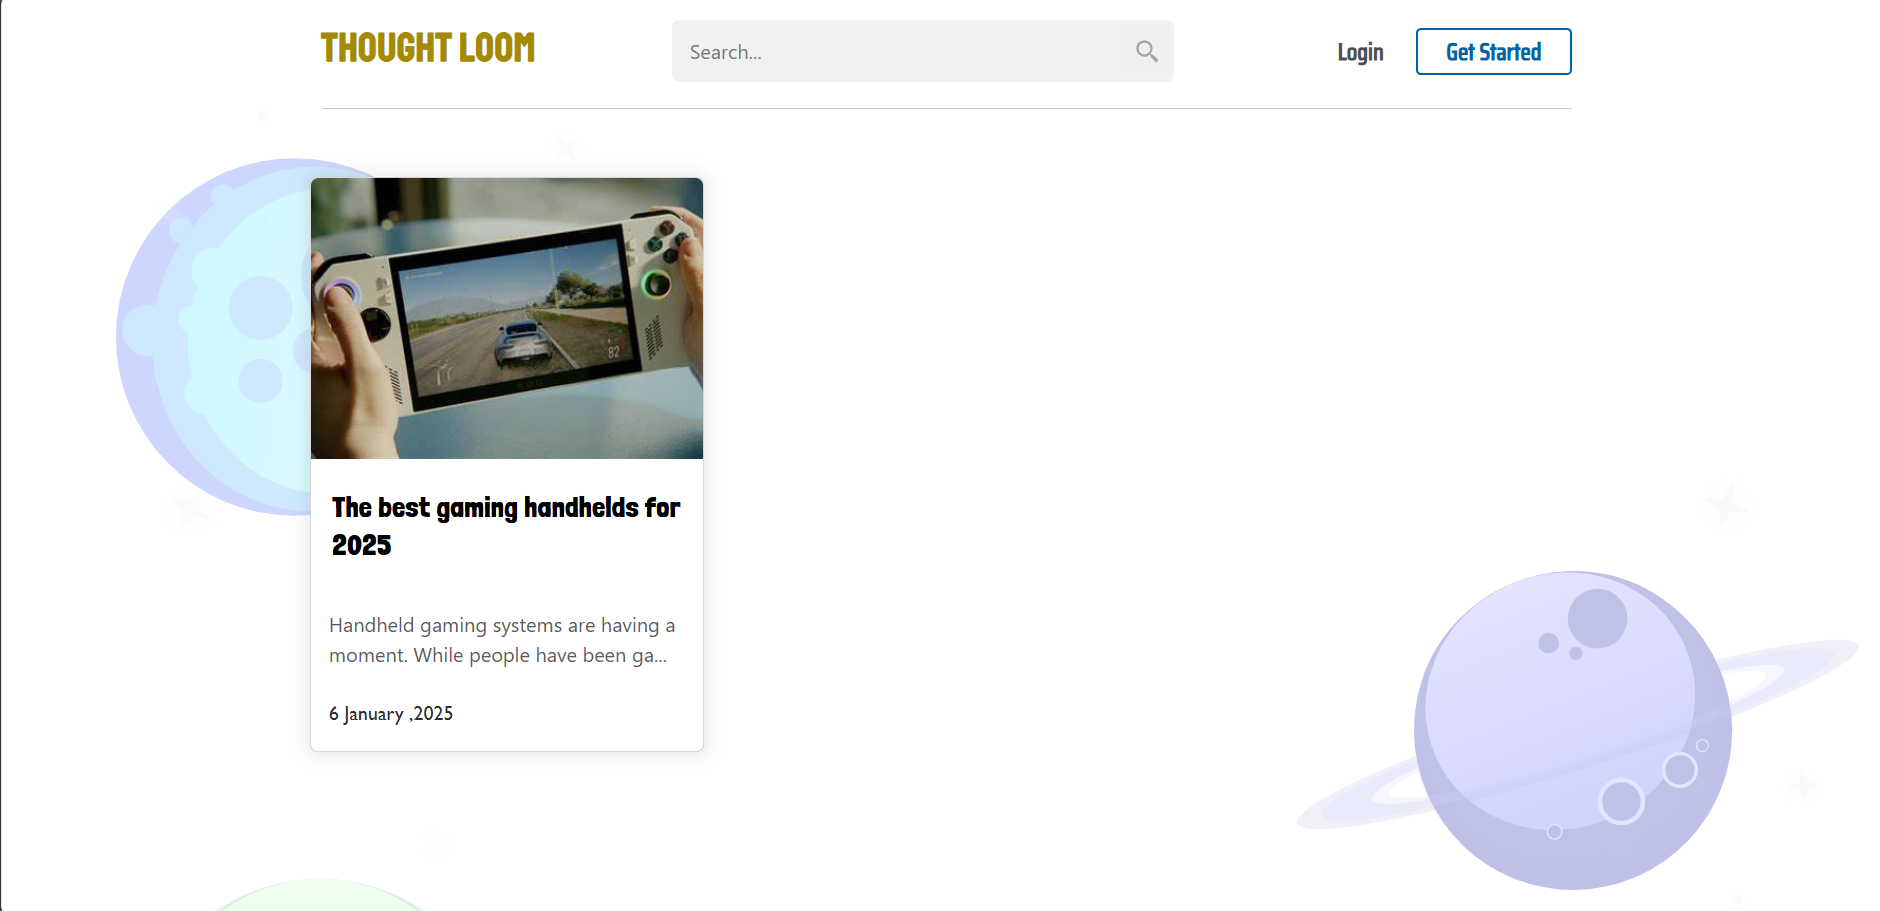 THOUGHT LOOM
Search...
Login
Get Started
82
The best gaming handhelds for
2025
Handheld gaming systems are having a
moment. While people have been ga...
6 January ,2025